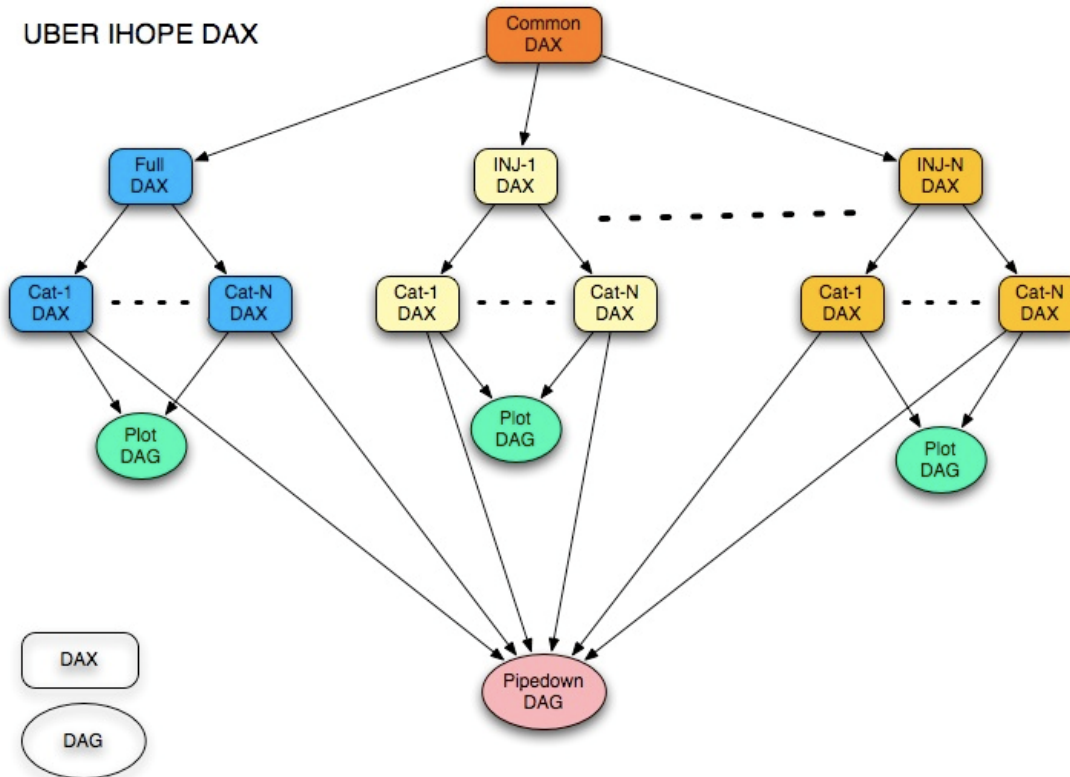 UBER IHOPE DAX
Common
DAX
Full
DAX
INJ-1
DAX
INJ-N
DAX
Cat-1
DAX
Cat-N
DAX
Cat-1
DAX
Cat-N
DAX
Cat-1
DAX
Cat-N
DAX
Plot
DAG
Plot
DAG
Plot
DAG
Pipedown
DAG
DAX
DAG